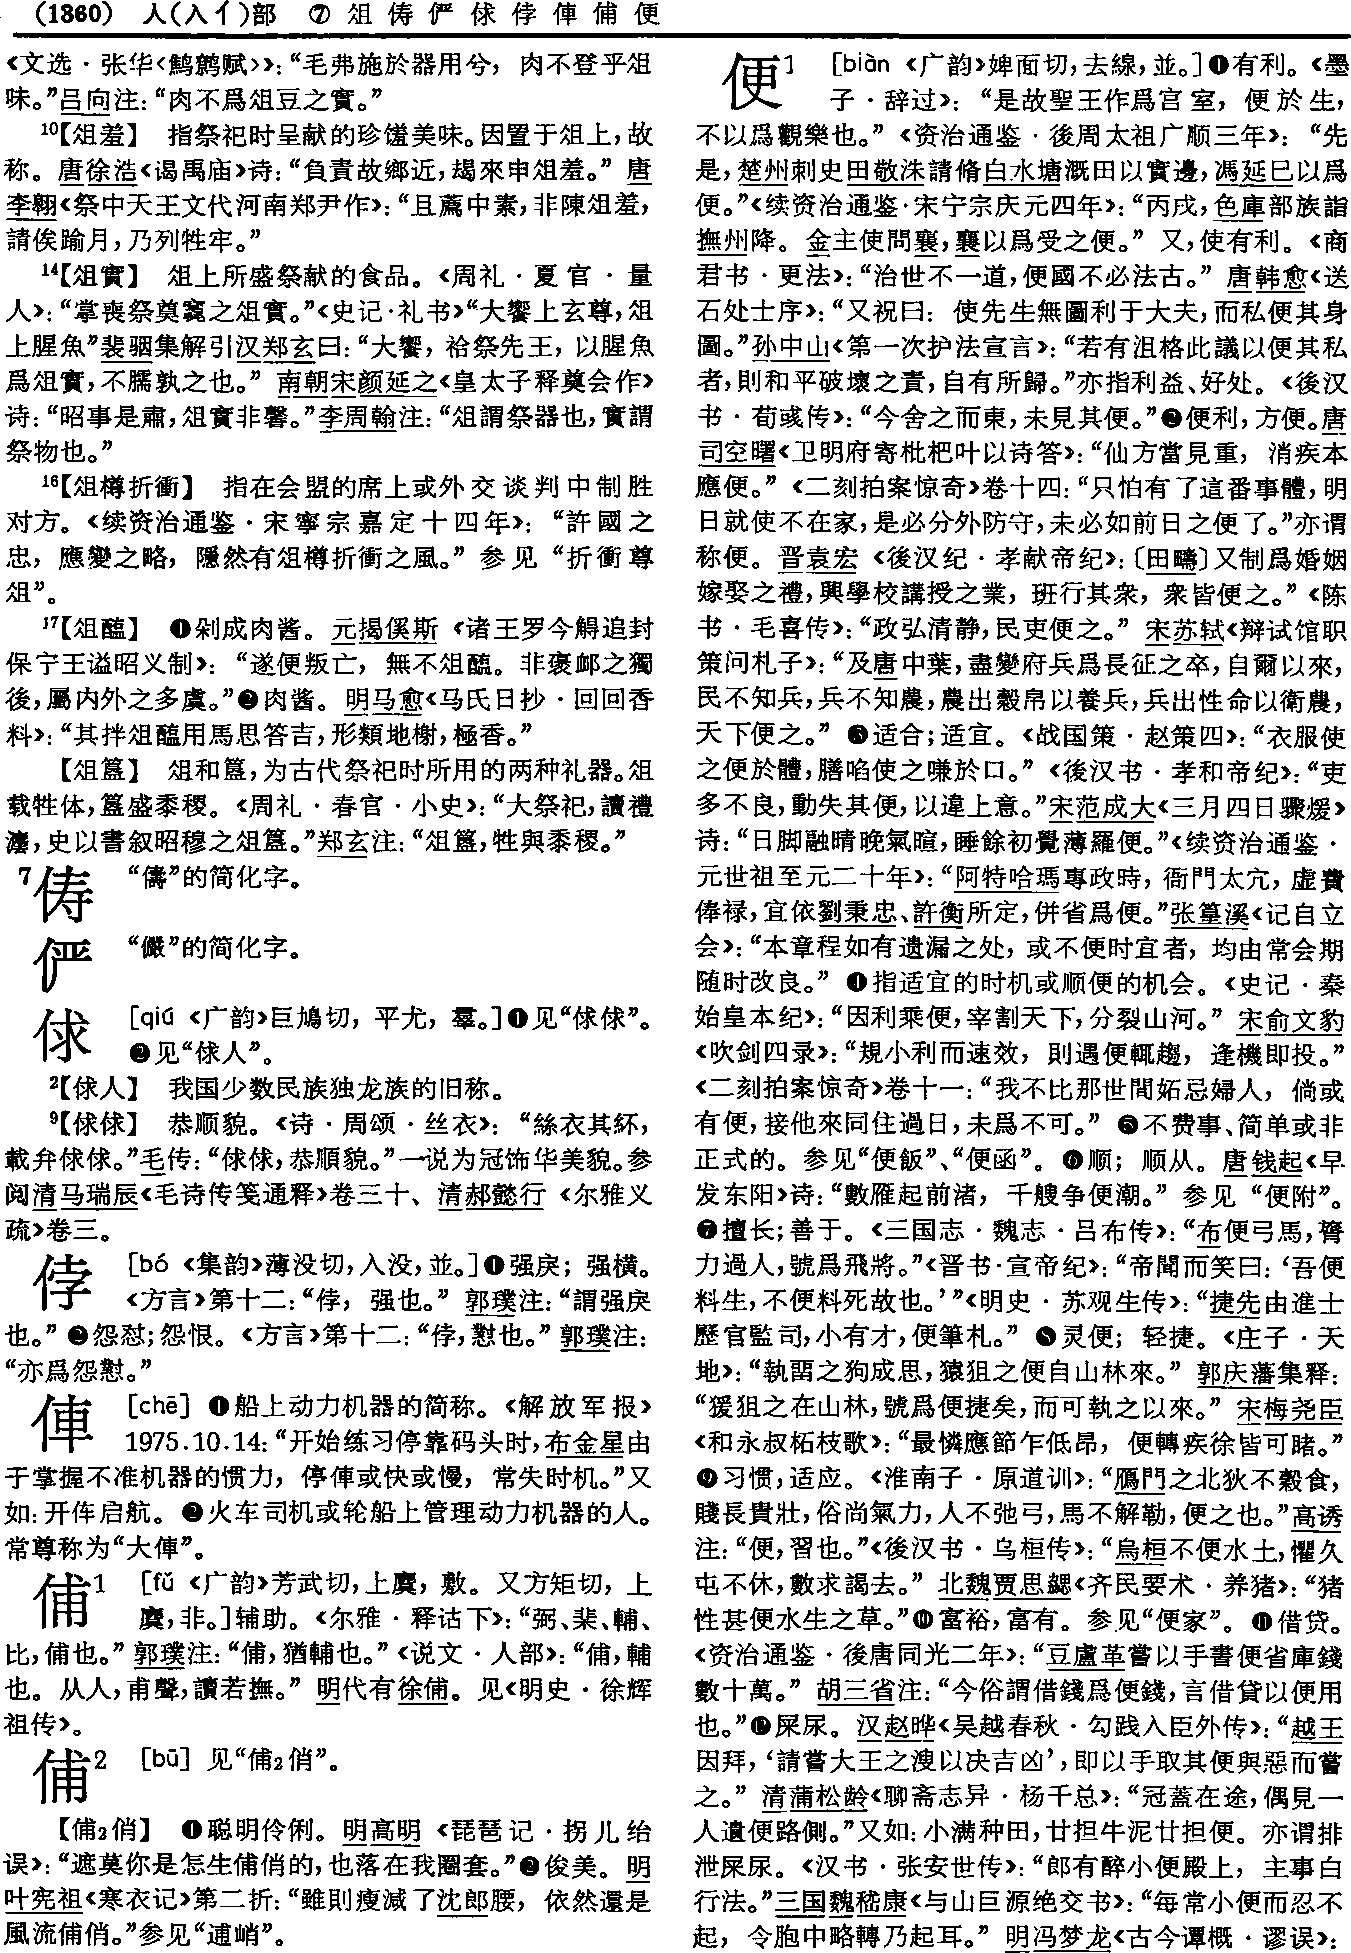 (1860) 人(入亻)部 ⑦ 俎俦俨俅悖俥俌便
《文选·张华〈鹪鹩赋〉》：“毛弗施於器用兮，肉不登乎俎
味。”吕向注：“肉不爲俎豆之實。”
10【俎羞】 指祭祀时呈献的珍馐美味。因置于俎上，故
称。唐徐浩《谒禹庙》诗：“負責故鄉近，朅來申俎羞。”唐
李翱《祭中天王文代河南郑尹作》：“且薦中素，非陳俎羞，
請俟踰月，乃列牲牢。”
14【俎實】 俎上所盛祭献的食品。《周礼·夏官·量
人》：“掌喪祭奠竁之俎實。”《史记·礼书》“大饗上玄尊，俎
上腥魚”裴骃集解引汉郑玄曰：“大饗，祫祭先王，以腥魚
爲俎實，不臑孰之也。”南朝宋颜延之《皇太子释奠会作》
诗：“昭事是肅，俎實非馨。”李周翰注：“俎謂祭器也，實謂
祭物也。”
16【俎樽折衝】 指在会盟的席上或外交谈判中制胜
对方。《续资治通鉴·宋寧宗嘉定十四年》：“許國之
忠，應變之略，隱然有俎樽折衝之風。”参见“折衝尊
俎”。
17【俎醢】 ❶剁成肉酱。元揭傒斯《诸王罗今𦚧追封
保宁王谥昭义制》：“遂便叛亡，無不俎醢。非褒卹之獨
後，屬内外之多虞。”❷肉酱。明马愈《马氏日抄·回回香
料》：“其拌俎醢用馬思答吉，形類地榭，極香。”
【俎簋】 俎和簋，为古代祭祀时所用的两种礼器。俎
载牲体，簋盛黍稷。《周礼·春官·小史》：“大祭祀，讀禮
灋，史以書叙昭穆之俎簋。”郑玄注：“俎簋，牲與黍稷。”
7俦 “儔”的简化字。
俨 “儼”的简化字。
俅 [qiú 《广韵》巨鳩切，平尤，羣。]❶见“俅俅”。
❷见“俅人”。
2【俅人】 我国少数民族独龙族的旧称。
9【俅俅】 恭顺貌。《诗·周颂·丝衣》：“絲衣其紑，
載弁俅俅。”毛传：“俅俅，恭順貌。”一说为冠饰华美貌。参
阅清马瑞辰《毛诗传笺通释》卷三十、清郝懿行《尔雅义
疏》卷三。
㑄 [bó 《集韵》薄没切，入没，並。]❶强戾；强横。
《方言》第十二：“㑄，强也。”郭璞注：“謂强戾
也。”❷怨怼；怨恨。《方言》第十二：“㑄，懟也。”郭璞注：
“亦爲怨懟。”
俥 [chē] ❶船上动力机器的简称。《解放军报》
1975.10.14：“开始练习停靠码头时，布金星由
于掌握不准机器的惯力，停俥或快或慢，常失时机。”又
如：开俥启航。❷火车司机或轮船上管理动力机器的人。
常尊称为“大俥”。
俌1 [fǔ 《广韵》芳武切，上麌，敷。又方矩切，上
麌，非。]辅助。《尔雅·释诂下》：“弼、棐、輔、
比，俌也。”郭璞注：“俌，猶輔也。”《说文·人部》：“俌，輔
也。从人，甫聲，讀若撫。”明代有徐俌。见《明史·徐辉
祖传》。
俌2 [bū] 见“俌2俏”。
【俌2俏】 ❶聪明伶俐。明高明《琵琶记·拐儿绐
误》：“遮莫你是怎生俌俏的，也落在我圈套。”❷俊美。明
叶宪祖《寒衣记》第二折：“雖則瘦減了沈郎腰，依然還是
風流俌俏。”参见“逋峭”。
便1 [biàn 《广韵》婢面切，去線，並。]❶有利。《墨
子·辞过》：“是故聖王作爲宫室，便於生，
不以爲觀樂也。”《资治通鉴·後周太祖广顺三年》：“先
是，楚州刺史田敬洙請脩白水塘溉田以實邊，馮延巳以爲
便。”《续资治通鉴·宋宁宗庆元四年》：“丙戌，色庫部族詣
撫州降。金主使問襄，襄以爲受之便。”又，使有利。《商
君书·更法》：“治世不一道，便國不必法古。”唐韩愈《送
石处士序》：“又祝曰：使先生無圖利于大夫，而私便其身
圖。”孙中山《第一次护法宣言》：“若有沮格此議以便其私
者，則和平破壞之責，自有所歸。”亦指利益、好处。《後汉
书·荀彧传》：“今舍之而東，未見其便。”❷便利，方便。唐
司空曙《卫明府寄枇杷叶以诗答》：“仙方當見重，消疾本
應便。”《二刻拍案惊奇》卷十四：“只怕有了這番事體，明
日就使不在家，是必分外防守，未必如前日之便了。”亦谓
称便。晋袁宏《後汉纪·孝献帝纪》：〔田疇〕又制爲婚姻
嫁娶之禮，興學校講授之業，班行其衆，衆皆便之。”《陈
书·毛喜传》：“政弘清静，民吏便之。”宋苏轼《辩试馆职
策问札子》：“及唐中葉，盡變府兵爲長征之卒，自爾以來，
民不知兵，兵不知農，農出穀帛以養兵，兵出性命以衛農，
天下便之。”❸适合；适宜。《战国策·赵策四》：“衣服使
之便於體，膳啗使之嗛於口。”《後汉书·孝和帝纪》：“吏
多不良，動失其便，以違上意。”宋范成大《三月四日骤煖》
诗：“日脚融晴晚氣暄，睡餘初覺薄羅便。”《续资治通鉴·
元世祖至元二十年》：“阿特哈瑪專政時，衙門太冗，虚費
俸禄，宜依劉秉忠、許衡所定，併省爲便。”张篁溪《记自立
会》：“本章程如有遗漏之处，或不便时宜者，均由常会期
随时改良。”❹指适宜的时机或顺便的机会。《史记·秦
始皇本纪》：“因利乘便，宰割天下，分裂山河。”宋俞文豹
《吹剑四录》：“規小利而速效，則遇便輒趨，逢機即投。”
《二刻拍案惊奇》卷十一：“我不比那世間妬忌婦人，倘或
有便，接他來同住過日，未爲不可。”❺不费事、简单或非
正式的。参见“便飯”、“便函”。❻顺；顺从。唐钱起《早
发东阳》诗：“數雁起前渚，千艘争便潮。”参见“便附”。
❼擅长；善于。《三国志·魏志·吕布传》：“布便弓馬，膂
力過人，號爲飛將。”《晋书·宣帝纪》：“帝聞而笑曰：‘吾便
料生，不便料死故也。’”《明史·苏观生传》：“捷先由進士
歷官監司，小有才，便筆札。”❽灵便；轻捷。《庄子·天
地》：“執留之狗成思，猿狙之便自山林來。”郭庆藩集释：
“猨狙之在山林，號爲便捷矣，而可執之以來。”宋梅尧臣
《和永叔柘枝歌》：“最憐應節乍低昂，便轉疾徐皆可睹。”
❾习惯，适应。《淮南子·原道训》：“鴈門之北狄不穀食，
賤長貴壯，俗尚氣力，人不弛弓，馬不解勒，便之也。”高诱
注：“便，習也。”《後汉书·乌桓传》：“烏桓不便水土，懼久
屯不休，數求謁去。”北魏贾思勰《齐民要术·养猪》：“猪
性甚便水生之草。”❿富裕，富有。参见“便家”。⓫借贷。
《资治通鉴·後唐同光二年》：“豆盧革嘗以手書便省庫錢
數十萬。”胡三省注：“今俗謂借錢爲便錢，言借貸以便用
也。”⓬屎尿。汉赵晔《吴越春秋·勾践入臣外传》：“越王
因拜，‘請嘗大王之溲以决吉凶’，即以手取其便與惡而嘗
之。”清蒲松龄《聊斋志异·杨千总》：“冠蓋在途，偶見一
人遺便路側。”又如：小满种田，廿担牛泥廿担便。亦谓排
泄屎尿。《汉书·张安世传》：“郎有醉小便殿上，主事白
行法。”三国魏嵇康《与山巨源绝交书》：“每常小便而忍不
起，令胞中略轉乃起耳。”明冯梦龙《古今谭概·谬误》：